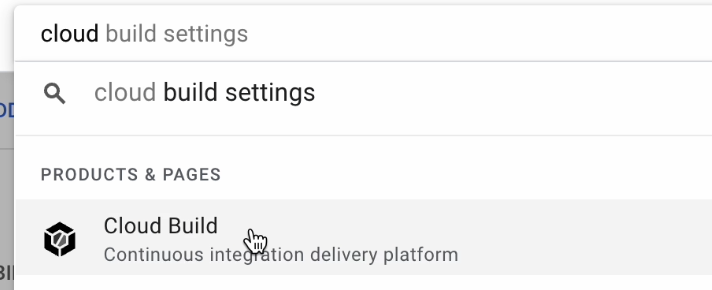 cloud build settings
cloud build settings
PRODUCTS & PAGES
Cloud Build
Continuous integration delivery platform